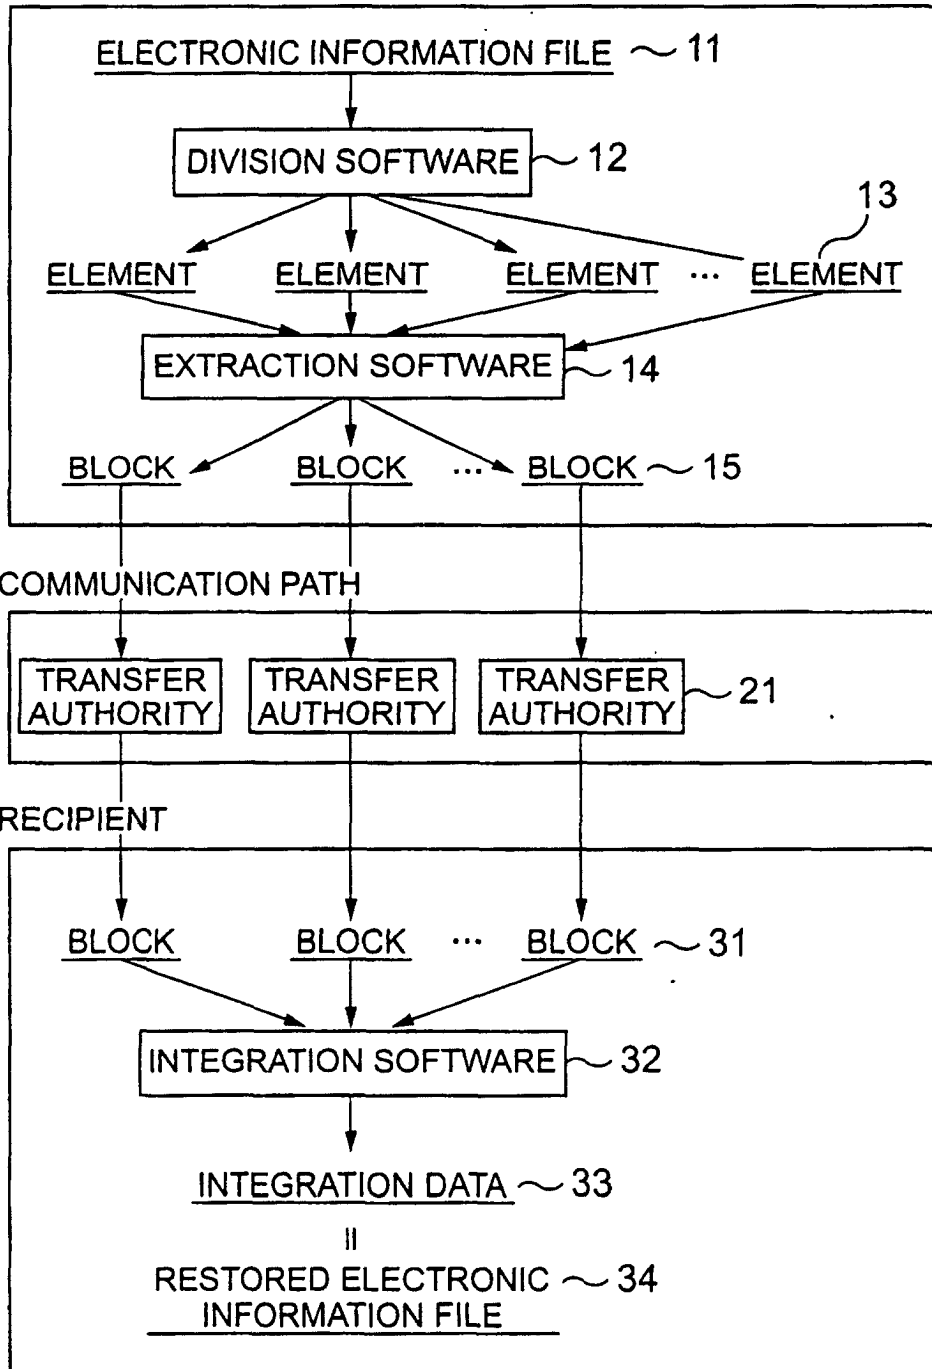 ELECTRONIC INFORMATION FILE ~ 11
DIVISION SOFTWARE ~ 12
13
ELEMENT ELEMENT ELEMENT ... ELEMENT
EXTRACTION SOFTWARE ~ 14
BLOCK BLOCK ... BLOCK ~ 15
COMMUNICATION PATH
TRANSFER AUTHORITY
TRANSFER AUTHORITY
TRANSFER AUTHORITY ~ 21
RECIPIENT
BLOCK BLOCK ... BLOCK ~ 31
INTEGRATION SOFTWARE ~ 32
INTEGRATION DATA ~ 33
=
RESTORED ELECTRONIC ~ 34
INFORMATION FILE